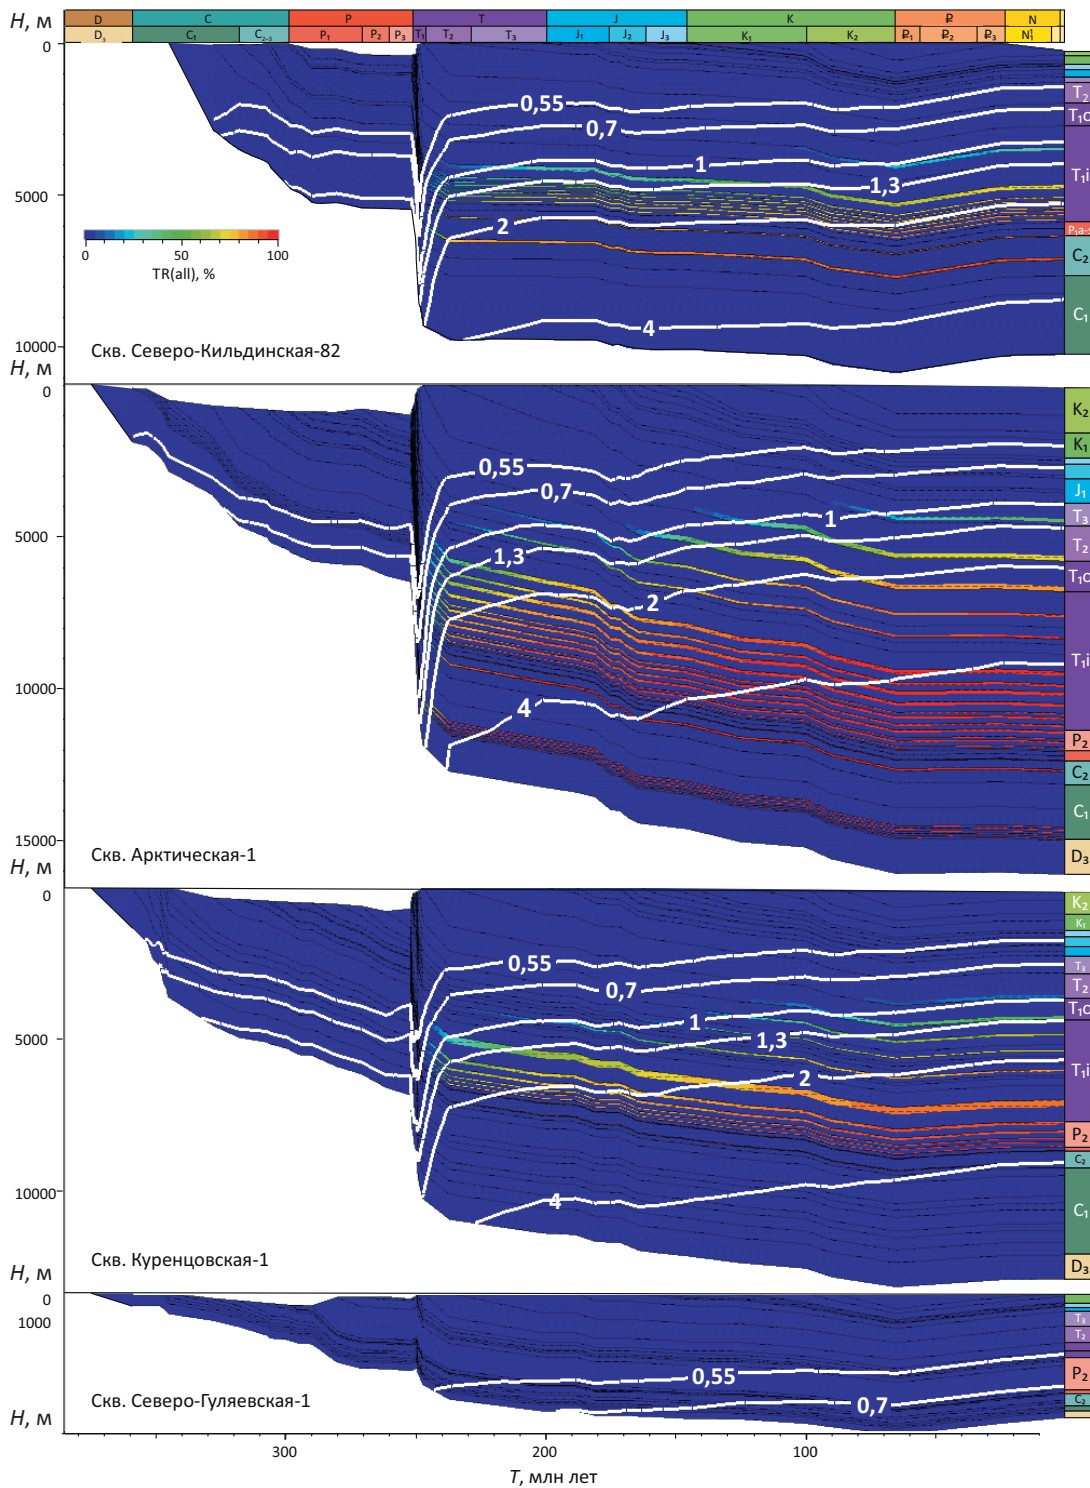 H, м
D C P T J K ₽ N
D₃ C₁ C₂₋₃ P₁ P₂ P₃ T₁ T₂ T₃ J₁ J₂ J₃ K₁ K₂ ₽₁ ₽₂ ₽₃ N₁
0
0,55
T₂
0,7
T₁o
1
T₁i
1,3
5000
2
P₁a-s
0 50 100
TR(all), %
C₂
4
C₁
10000
Скв. Северо-Кильдинская-82
H, м
0
K₂
K₁
0,55
0,7
J₁
1
T₃
5000
T₂
1,3
T₁o
2
T₁i
10000
4
P₂
C₂
C₁
15000
Скв. Арктическая-1
D₃
H, м
0
K₂
K₁
0,55
T₃
0,7
T₂
1
T₁o
5000
1,3
T₁i
2
P₂
C₂
10000
4
C₁
Скв. Куренцовская-1
D₃
H, м
0
1000
T₃
T₂
0,55
P₂
Скв. Северо-Гуляевская-1
0,7
C₂
H, м
300 200 100
T, млн лет